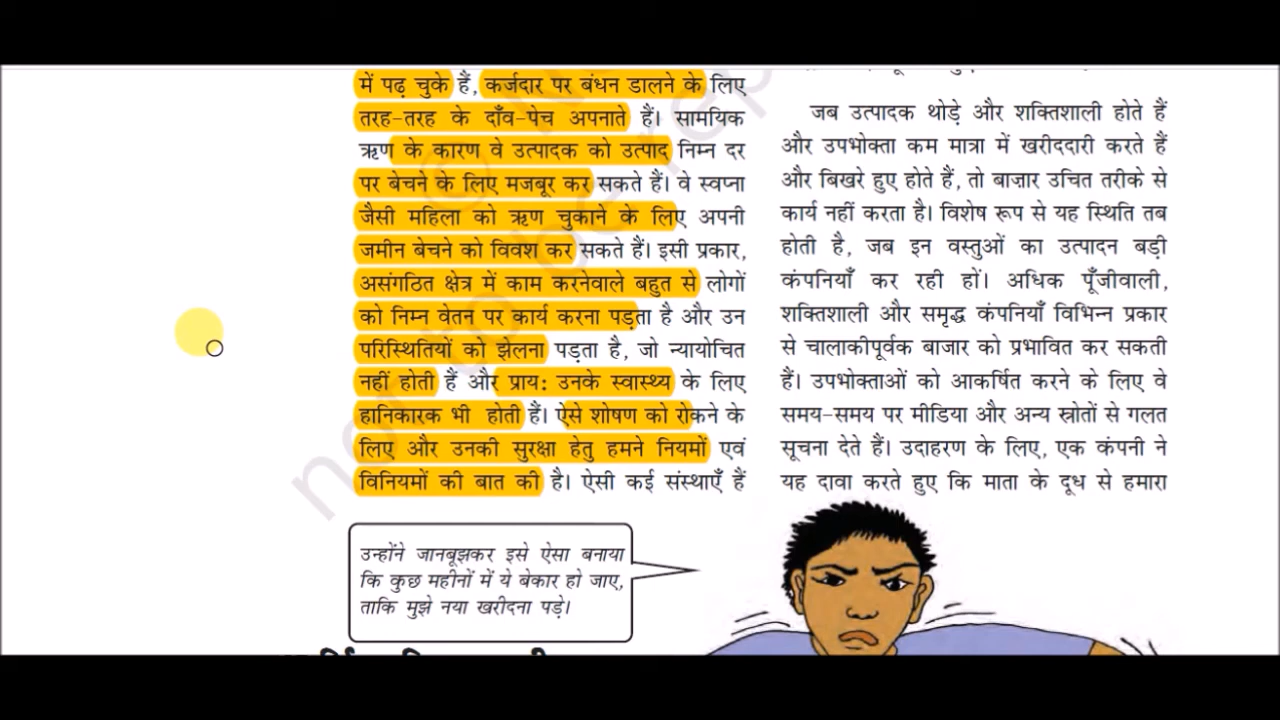 में पढ़ चुके हैं, कर्जदार पर बंधन डालने के लिए
तरह-तरह के दाँव-पेच अपनाते हैं। सामयिक
ऋण के कारण वे उत्पादक को उत्पाद निम्न दर
पर बेचने के लिए मजबूर कर सकते हैं। वे स्वप्ना
जैसी महिला को ऋण चुकाने के लिए अपनी
जमीन बेचने को विवश कर सकते हैं। इसी प्रकार,
असंगठित क्षेत्र में काम करनेवाले बहुत से लोगों
को निम्न वेतन पर कार्य करना पड़ता है और उन
परिस्थितियों को झेलना पड़ता है, जो न्यायोचित
नहीं होती हैं और प्राय: उनके स्वास्थ्य के लिए
हानिकारक भी होती हैं। ऐसे शोषण को रोकने के
लिए और उनकी सुरक्षा हेतु हमने नियमों एवं
विनियमों की बात की है। ऐसी कई संस्थाएँ हैं
जब उत्पादक थोड़े और शक्तिशाली होते हैं
और उपभोक्ता कम मात्रा में खरीददारी करते हैं
और बिखरे हुए होते हैं, तो बाज़ार उचित तरीके से
कार्य नहीं करता है। विशेष रूप से यह स्थिति तब
होती है, जब इन वस्तुओं का उत्पादन बड़ी
कंपनियाँ कर रही हों। अधिक पूँजीवाली,
शक्तिशाली और समृद्ध कंपनियाँ विभिन्न प्रकार
से चालाकीपूर्वक बाजार को प्रभावित कर सकती
हैं। उपभोक्ताओं को आकर्षित करने के लिए वे
समय-समय पर मीडिया और अन्य स्रोतों से गलत
सूचना देते हैं। उदाहरण के लिए, एक कंपनी ने
यह दावा करते हुए कि माता के दूध से हमारा
उन्होंने जानबूझकर इसे ऐसा बनाया
कि कुछ महीनों में ये बेकार हो जाए,
ताकि मुझे नया खरीदना पड़े।